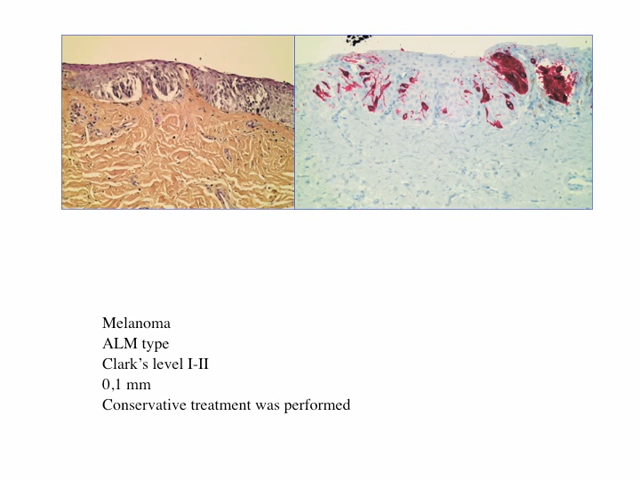 Melanoma
ALM type
Clark's level I-II
0,1 mm
Conservative treatment was performed